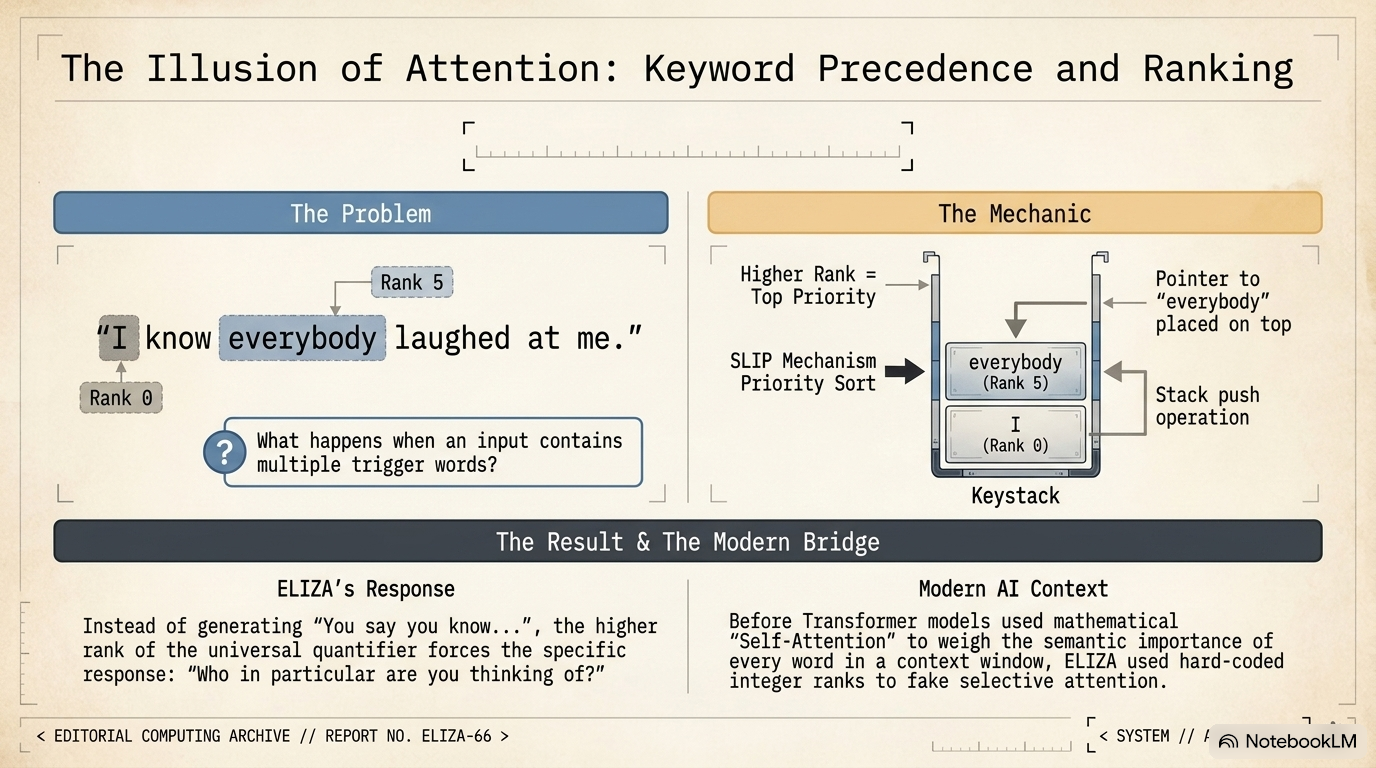 The Illusion of Attention: Keyword Precedence and Ranking
The Problem
Rank 5
“I know everybody laughed at me.”
Rank 0
?
What happens when an input contains
multiple trigger words?
The Mechanic
Higher Rank =
Top Priority
SLIP Mechanism
Priority Sort
everybody
(Rank 5)
I
(Rank 0)
Keystack
Pointer to
“everybody”
placed on top
Stack push
operation
The Result & The Modern Bridge
ELIZA’s Response
Instead of generating “You say you know...”, the higher
rank of the universal quantifier forces the specific
response: “Who in particular are you thinking of?”
Modern AI Context
Before Transformer models used mathematical
“Self-Attention” to weigh the semantic importance of
every word in a context window, ELIZA used hard-coded
integer ranks to fake selective attention.
< EDITORIAL COMPUTING ARCHIVE // REPORT NO. ELIZA-66 >
< SYSTEM //
NotebookLM